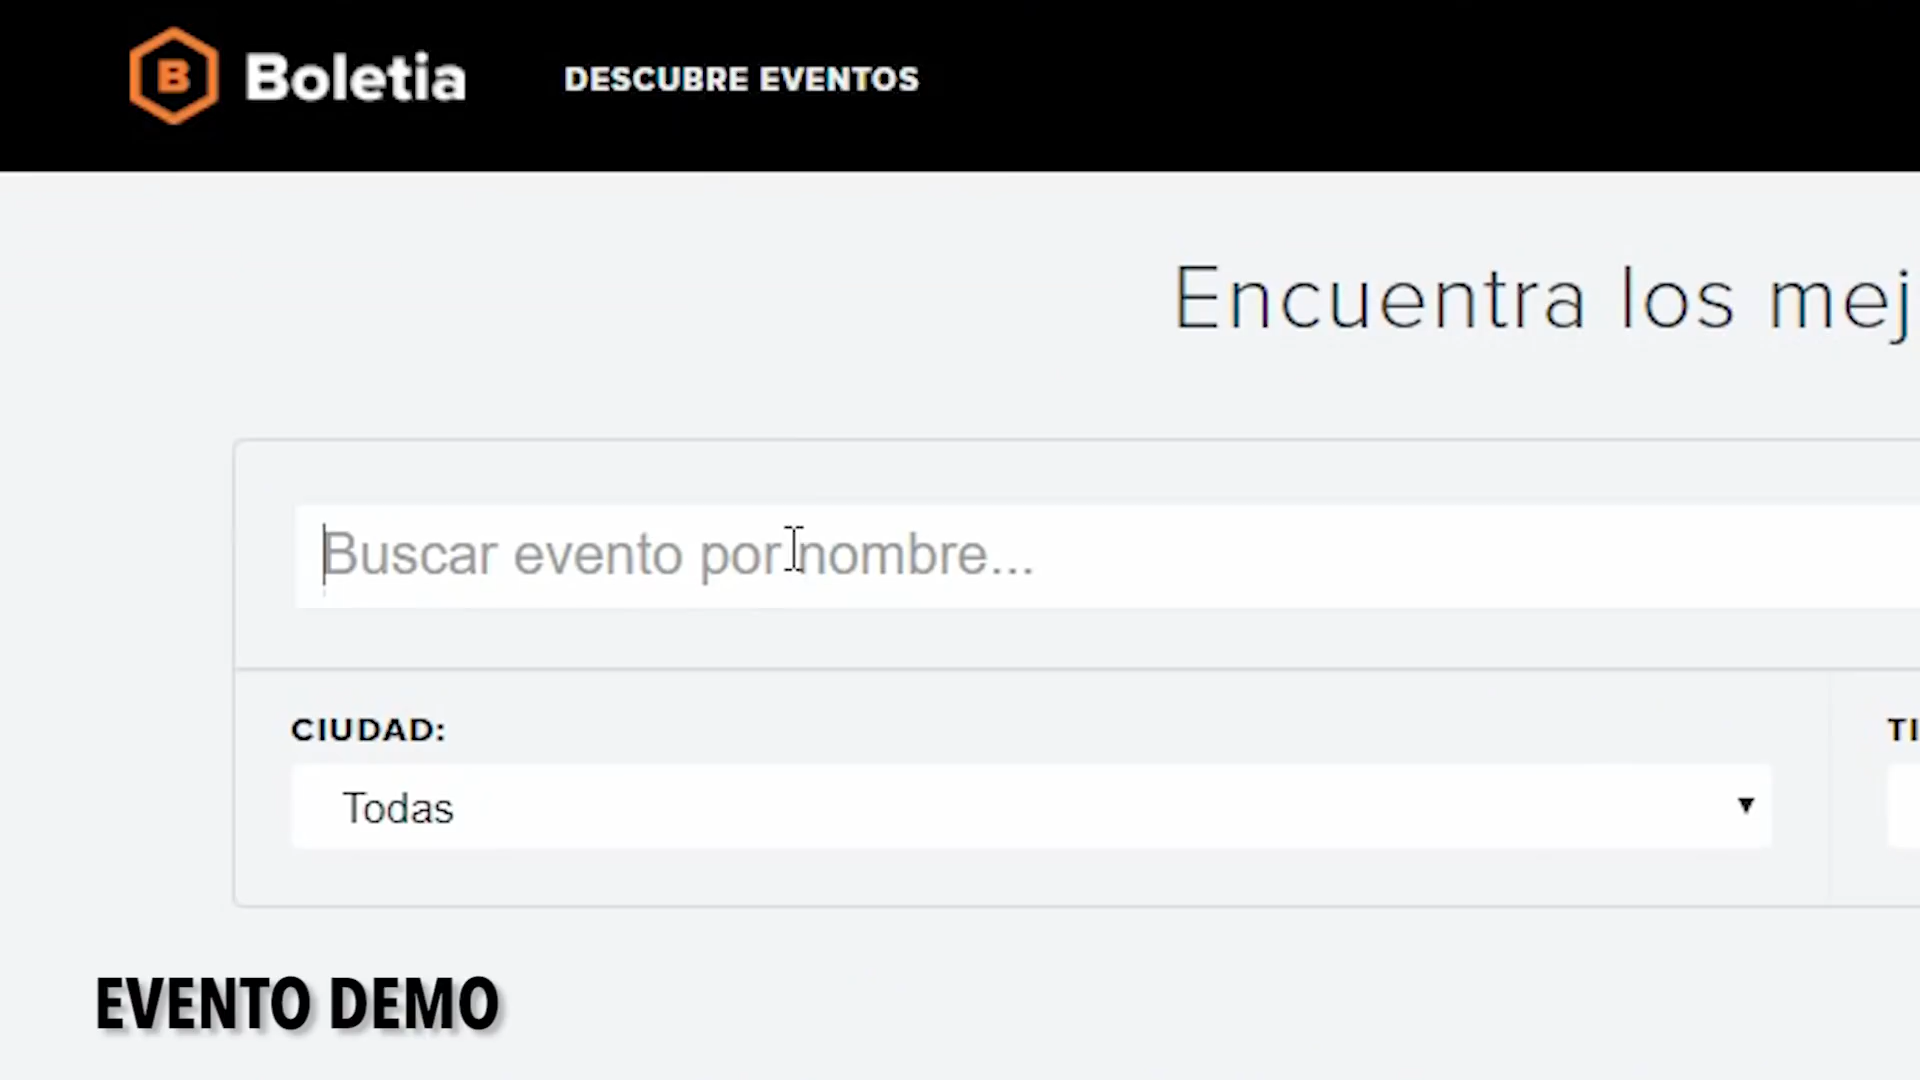 B Boletia
DESCUBRE EVENTOS
Encuentra los mej
Buscar evento por nombre...
CIUDAD:
TI
Todas
EVENTO DEMO